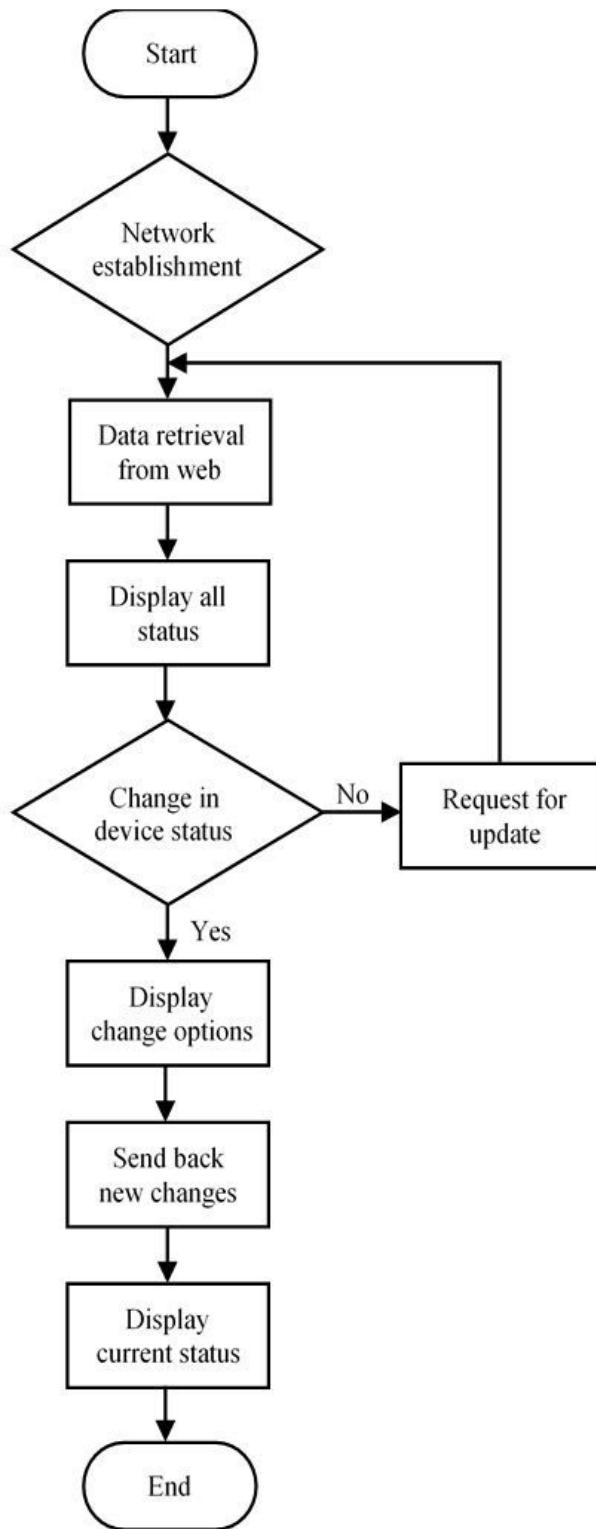 Start
Network
establishment
Data retrieval
from web
Display all
status
Change in
device status
No
Request for
update
Yes
Display
change options
Send back
new changes
Display
current status
End